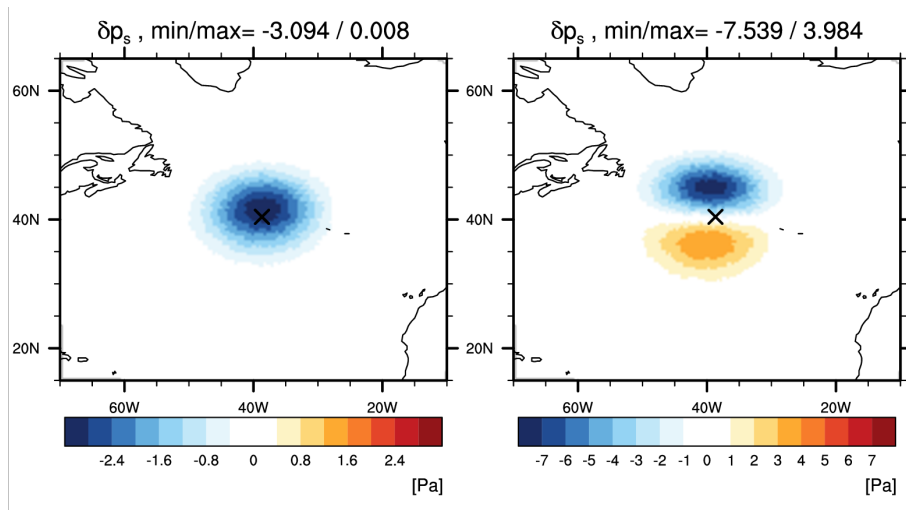 δpₛ , min/max= -3.094 / 0.008
60N
40N
20N
60W 40W 20W
-2.4 -1.6 -0.8 0 0.8 1.6 2.4
[Pa]
δpₛ , min/max= -7.539 / 3.984
60N
40N
20N
60W 40W 20W
-7 -6 -5 -4 -3 -2 -1 0 1 2 3 4 5 6 7
[Pa]